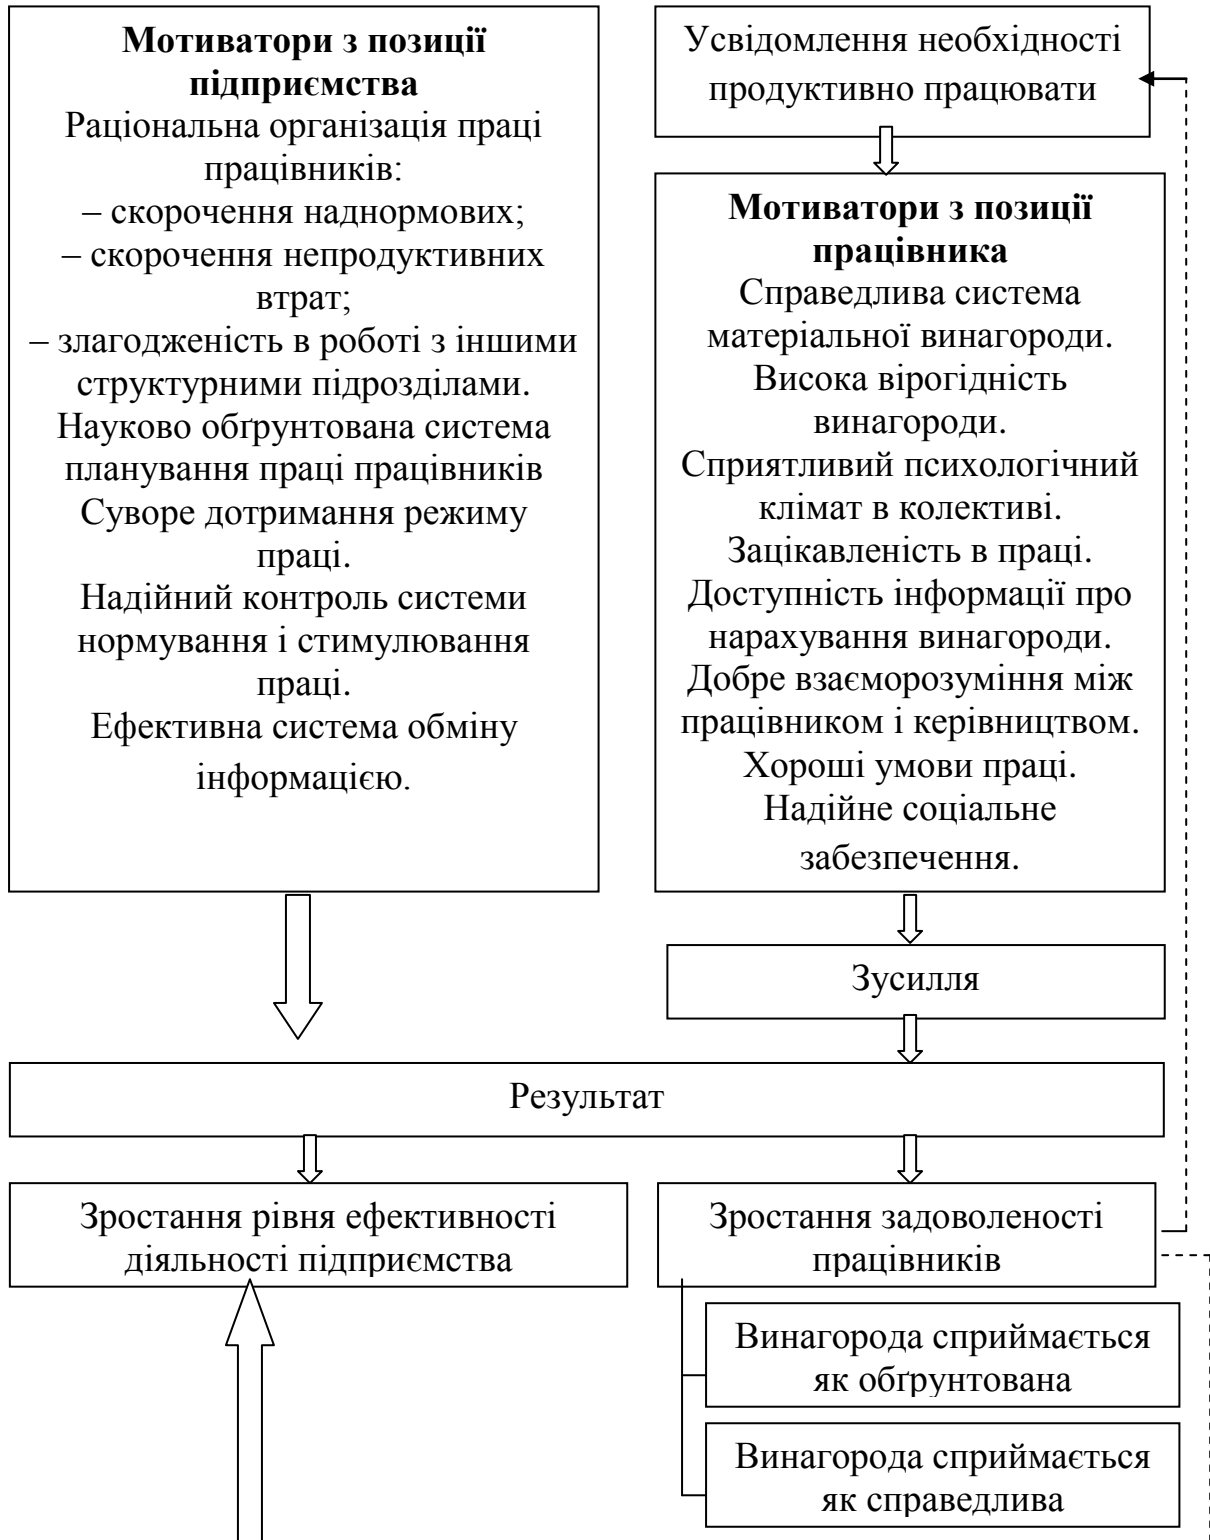 Мотиватори з позиції
підприємства
Раціональна організація праці
працівників:
– скорочення наднормових;
– скорочення непродуктивних
втрат;
– злагодженість в роботі з іншими
структурними підрозділами.
Науково обґрунтована система
планування праці працівників
Суворе дотримання режиму
праці.
Надійний контроль системи
нормування і стимулювання
праці.
Ефективна система обміну
інформацією.
Усвідомлення необхідності
продуктивно працювати
Мотиватори з позиції
працівника
Справедлива система
матеріальної винагороди.
Висока вірогідність
винагороди.
Сприятливий психологічний
клімат в колективі.
Зацікавленість в праці.
Доступність інформації про
нарахування винагороди.
Добре взаєморозуміння між
працівником і керівництвом.
Хороші умови праці.
Надійне соціальне
забезпечення.
Зусилля
Результат
Зростання рівня ефективності
діяльності підприємства
Зростання задоволеності
працівників
Винагорода сприймається
як обґрунтована
Винагорода сприймається
як справедлива